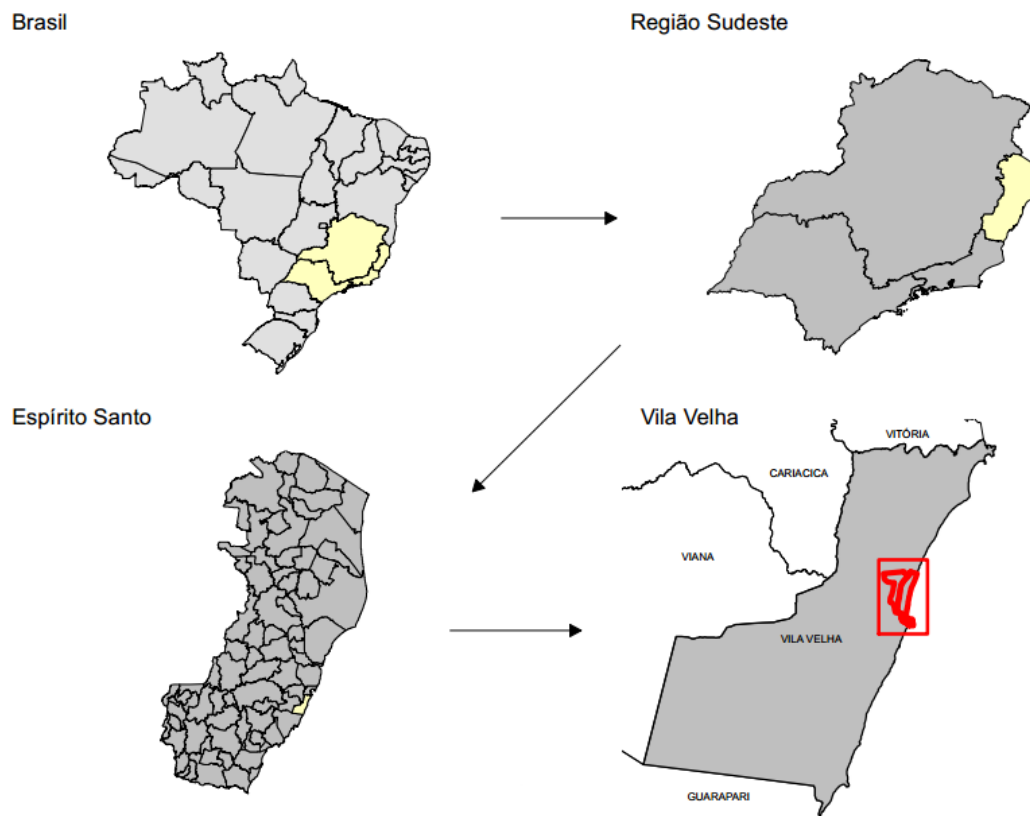 Brasil
Região Sudeste
Espírito Santo
Vila Velha
VITÓRIA
CARIACICA
VIANA
VILA VELHA
GUARAPARI